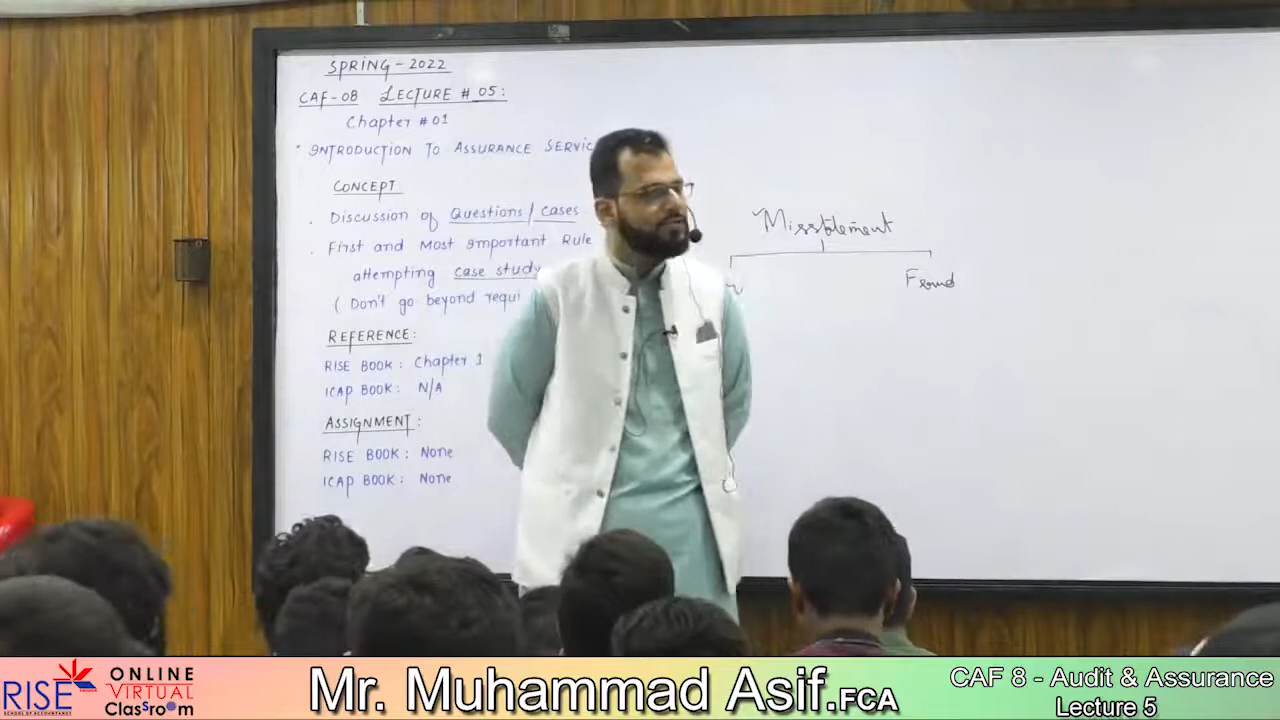 SPRING-2022
CAF-08 LECTURE # 05:
Chapter #01
INTRODUCTION TO ASSURANCE SERVIC
CONCEPT
. Discussion of Questions/cases
. First and Most Important Rule
attempting case study
( Don't go beyond requi
REFERENCE:
RISE BOOK: Chapter 1
ICAP BOOK: N/A
ASSIGNMENT:
RISE BOOK: None
ICAP BOOK: None
Fraud
RISE
SCHOOL OF ACCOUNTANCY
ONLINE
VIRTUAL
Classroom
Mr. Muhammad Asif.FCA
CAF 8 - Audit & Assurance
Lecture 5